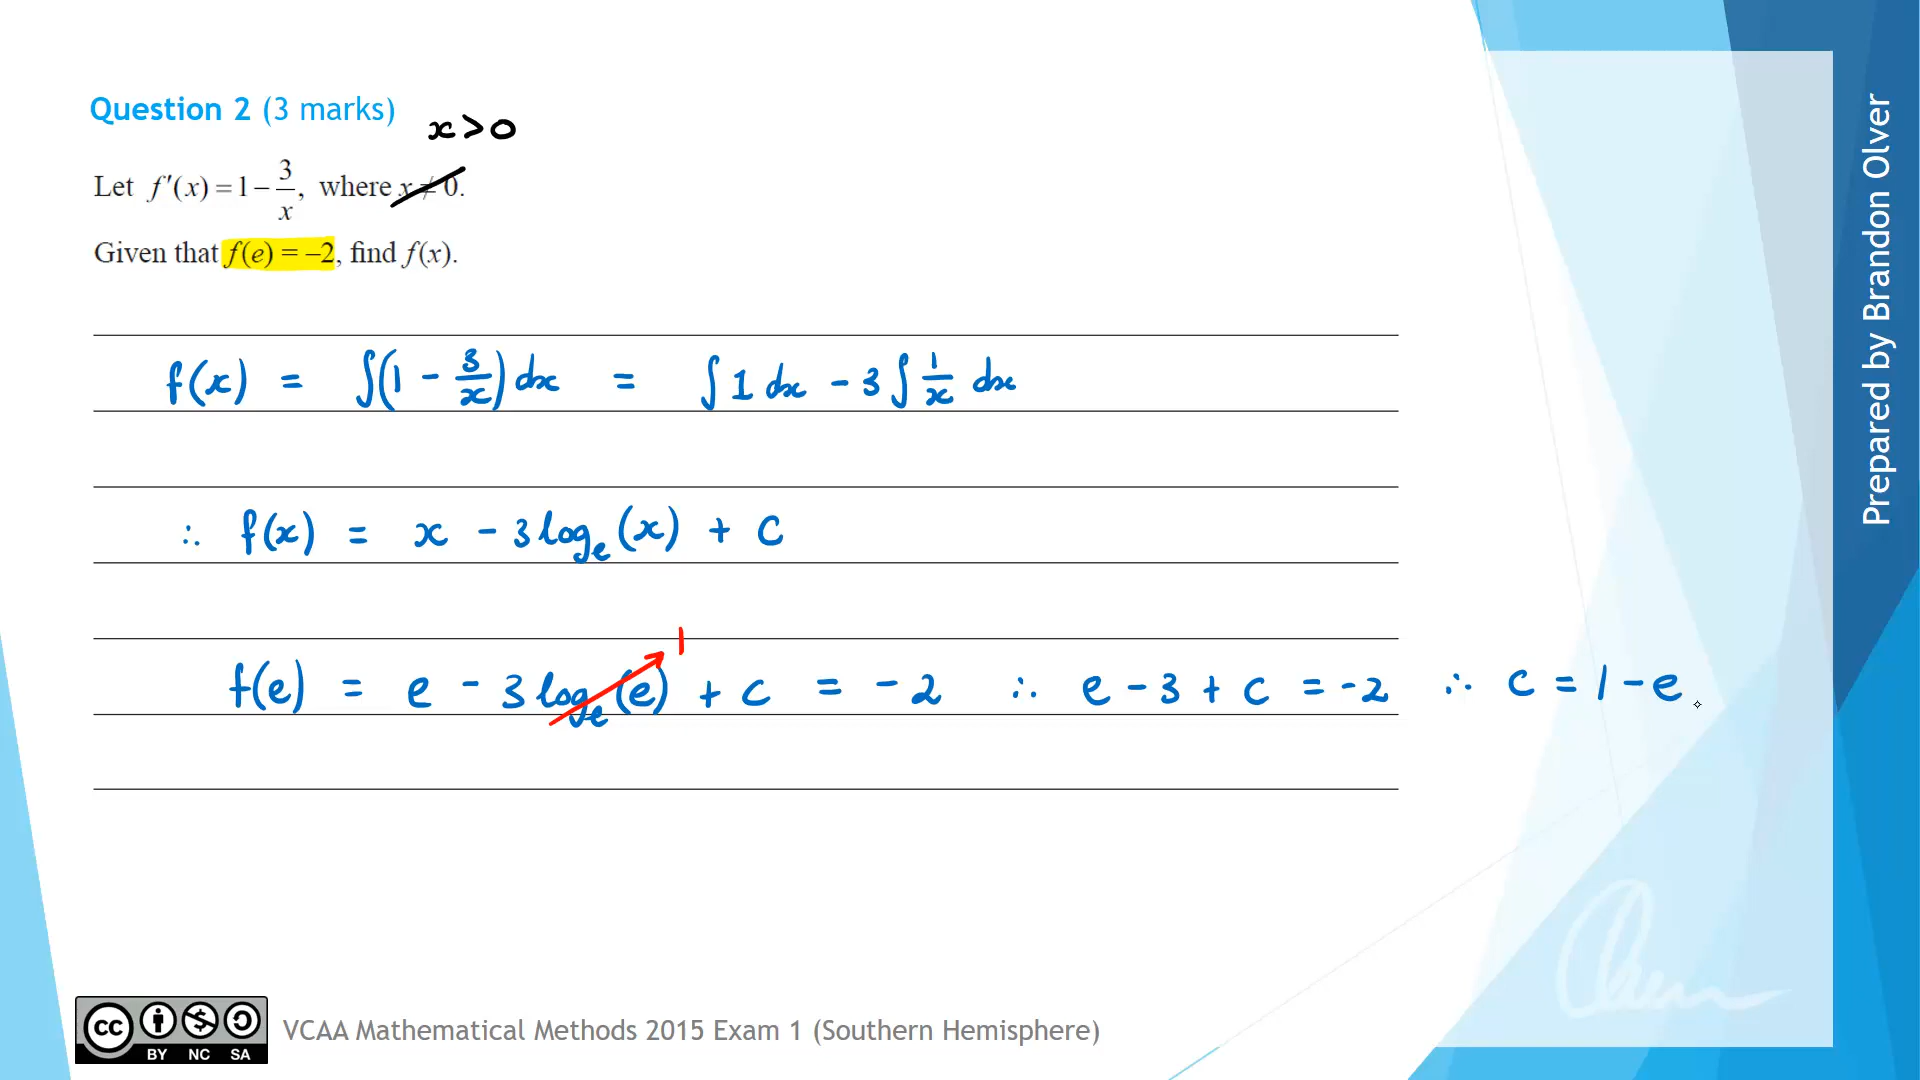 Question 2 (3 marks)
x > 0
Let f′(x) = 1 − 3/x, where x ≠ 0.
Given that f(e) = −2, find f(x).
f(x) = ∫(1 − 3/x) dx = ∫ 1 dx − 3 ∫ 1/x dx
∴ f(x) = x − 3 logₑ(x) + C
1
f(e) = e − 3 logₑ(e) + c = −2 ∴ e − 3 + c = −2 ∴ c = 1 − e
Prepared by Brandon Olver
CC BY NC SA
VCAA Mathematical Methods 2015 Exam 1 (Southern Hemisphere)